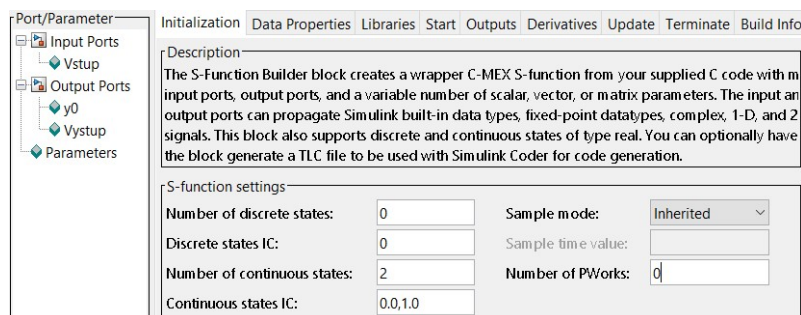 Port/Parameter
Input Ports
Vstup
Output Ports
y0
Vystup
Parameters
Initialization Data Properties Libraries Start Outputs Derivatives Update Terminate Build Info
Description
The S-Function Builder block creates a wrapper C-MEX S-function from your supplied C code with m
input ports, output ports, and a variable number of scalar, vector, or matrix parameters. The input an
output ports can propagate Simulink built-in data types, fixed-point datatypes, complex, 1-D, and 2
signals. This block also supports discrete and continuous states of type real. You can optionally have
the block generate a TLC file to be used with Simulink Coder for code generation.
S-function settings
Number of discrete states: 0 Sample mode: Inherited
Discrete states IC: 0 Sample time value:
Number of continuous states: 2 Number of PWorks: 0
Continuous states IC: 0.0,1.0